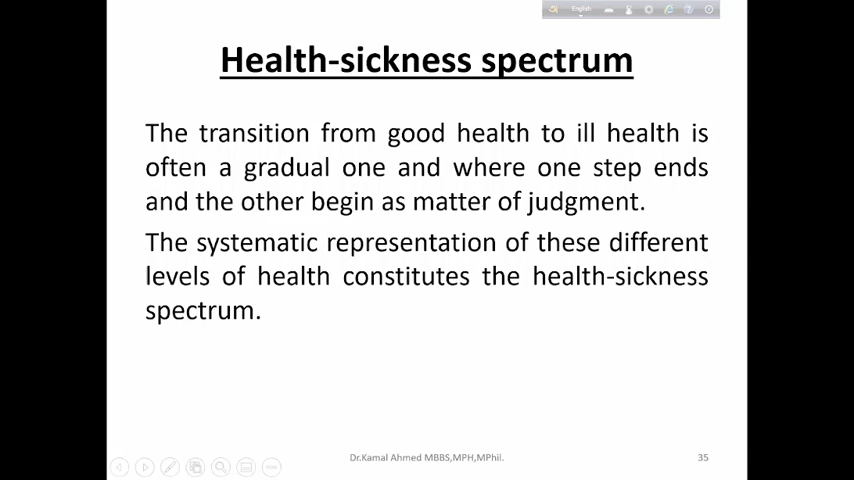 English
Health-sickness spectrum
The transition from good health to ill health is
often a gradual one and where one step ends
and the other begin as matter of judgment.
The systematic representation of these different
levels of health constitutes the health-sickness
spectrum.
Dr.Kamal Ahmed MBBS,MPH,MPhil.
35